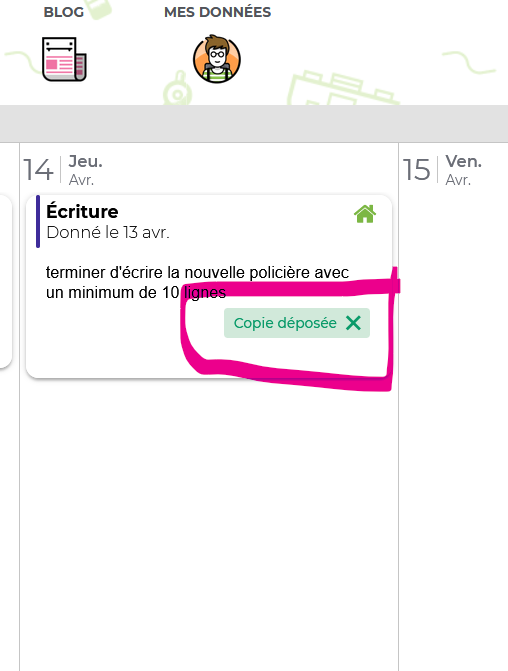 BLOG
MES DONNÉES
14 Jeu.
Avr.
15 Ven.
Avr.
Écriture
Donné le 13 avr.
terminer d'écrire la nouvelle policière avec
un minimum de 10 lignes
Copie déposée